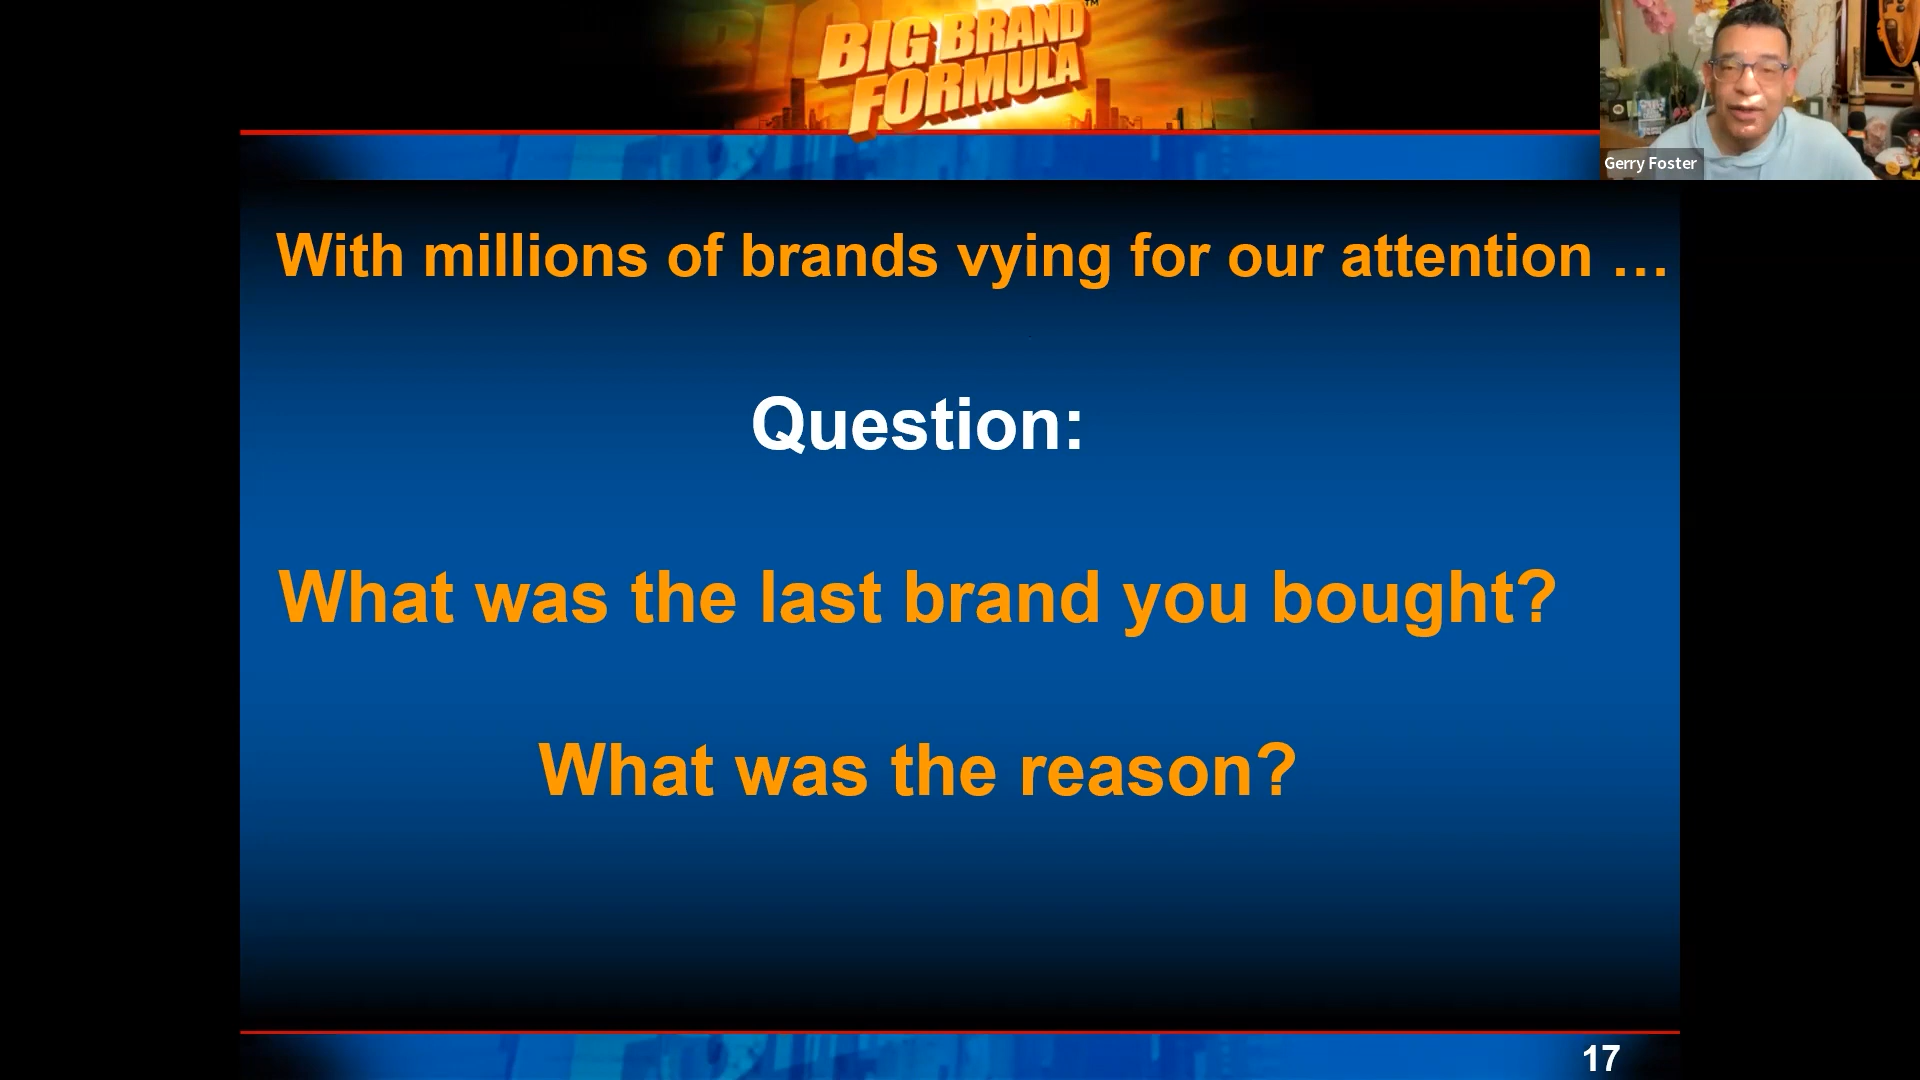 BIG BRAND
FORMULA™
Gerry Foster
With millions of brands vying for our attention …
Question:
What was the last brand you bought?
What was the reason?
17